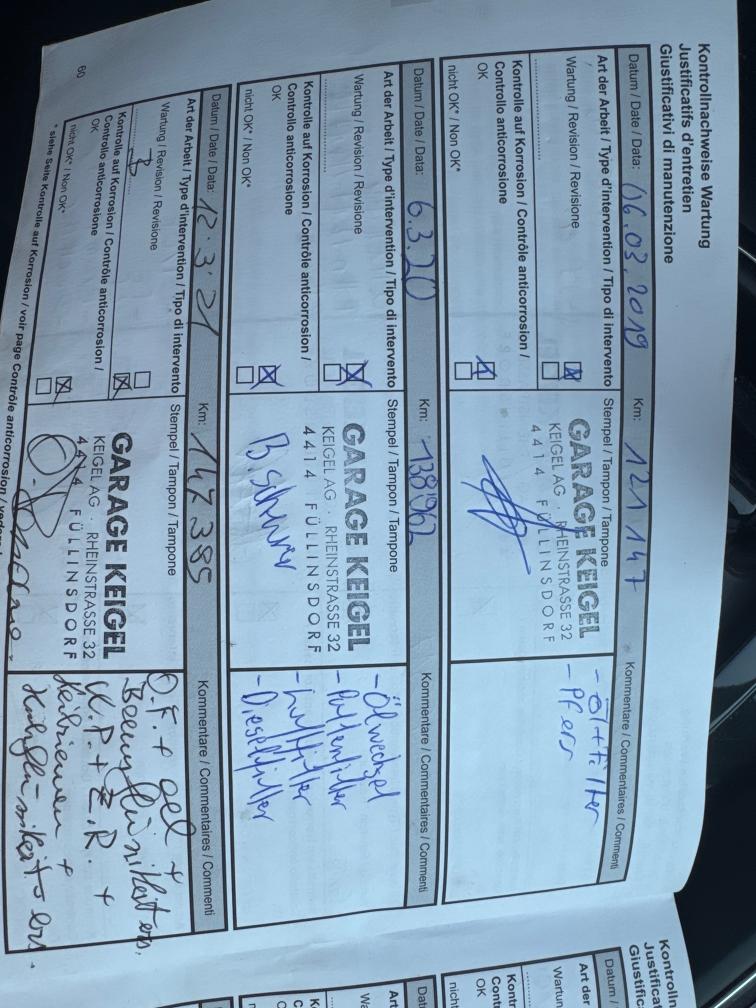 Kontrollnachweise Wartung
Justificatifs d'entretien
Giustificativi di manutenzione
Datum / Date / Data: 06.03.2019 Km: 121 147 Kommentare / Commentaires / Commenti
Art der Arbeit / Type d'intervention / Tipo di intervento Stempel / Tampon / Tampone
Wartung / Revision / Revisione
GARAGE KEIGEL
KEIGEL AG · RHEINSTRASSE 32
4414 FÜLLINSDORF
- Öl+Filter
Kontrolle auf Korrosion / Contrôle anticorrosion /
Controllo anticorrosione
OK
nicht OK* / Non OK*
Datum / Date / Data: 6.3.20 Km: 138'962 Kommentare / Commentaires / Commenti
Art der Arbeit / Type d'intervention / Tipo di intervento Stempel / Tampon / Tampone
Wartung / Revision / Revisione
GARAGE KEIGEL
KEIGEL AG · RHEINSTRASSE 32
4414 FÜLLINSDORF
- Ölwechsel
- Pollenfilter
- Luftfilter
- Dieselfilter
Kontrolle auf Korrosion / Contrôle anticorrosion /
Controllo anticorrosione
OK
nicht OK* / Non OK*
Datum / Date / Data: 12.3.21 Km: 147 385 Kommentare / Commentaires / Commenti
Art der Arbeit / Type d'intervention / Tipo di intervento Stempel / Tampon / Tampone
Wartung / Revision / Revisione
B
GARAGE KEIGEL
KEIGEL AG · RHEINSTRASSE 32
4414 FÜLLINSDORF
O.F. + öel +
W.P. + Z.R. +
Keilriemen +
Kontrolle auf Korrosion / Contrôle anticorrosion /
Controllo anticorrosione
OK
nicht OK* / Non OK*
* siehe Seite Kontrolle auf Korrosion / voir page Contrôle anticorrosion /
60